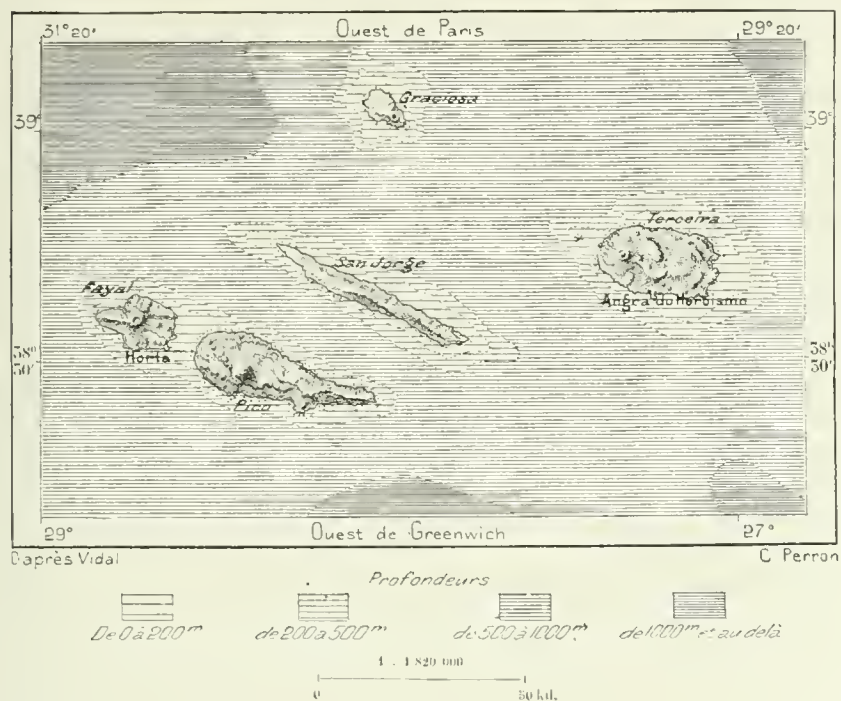 Ouest de Paris
31° 20'
29° 20'
39°
39°
Graciosa
Terceira
San Jorge
Fayal
Angra do Heroismo
Horta
38°
30'
38°
30'
Pico
29°
Ouest de Greenwich
27°
D'après Vidal
C. Perron
Profondeurs
De 0 à 200m
de 200 à 500m
de 500 à 1000m
de 1000m et au delà
1 : 1 820 000
0
50 kil.